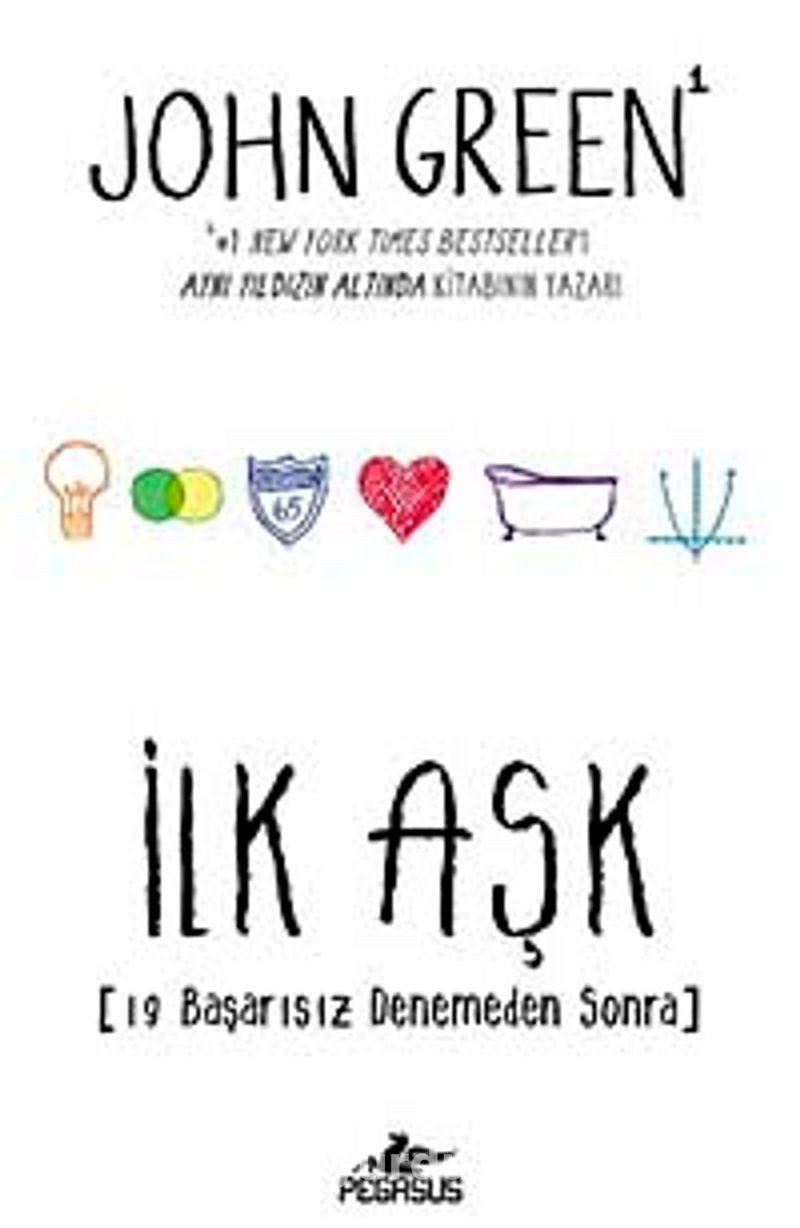 JOHN GREEN¹
¹#1 NEW YORK TIMES BESTSELLER'I
AYNI YILDIZIN ALTINDA KİTABININ YAZARI
65
İLK AŞK
[19 Başarısız Denemeden Sonra]
PEGASUS